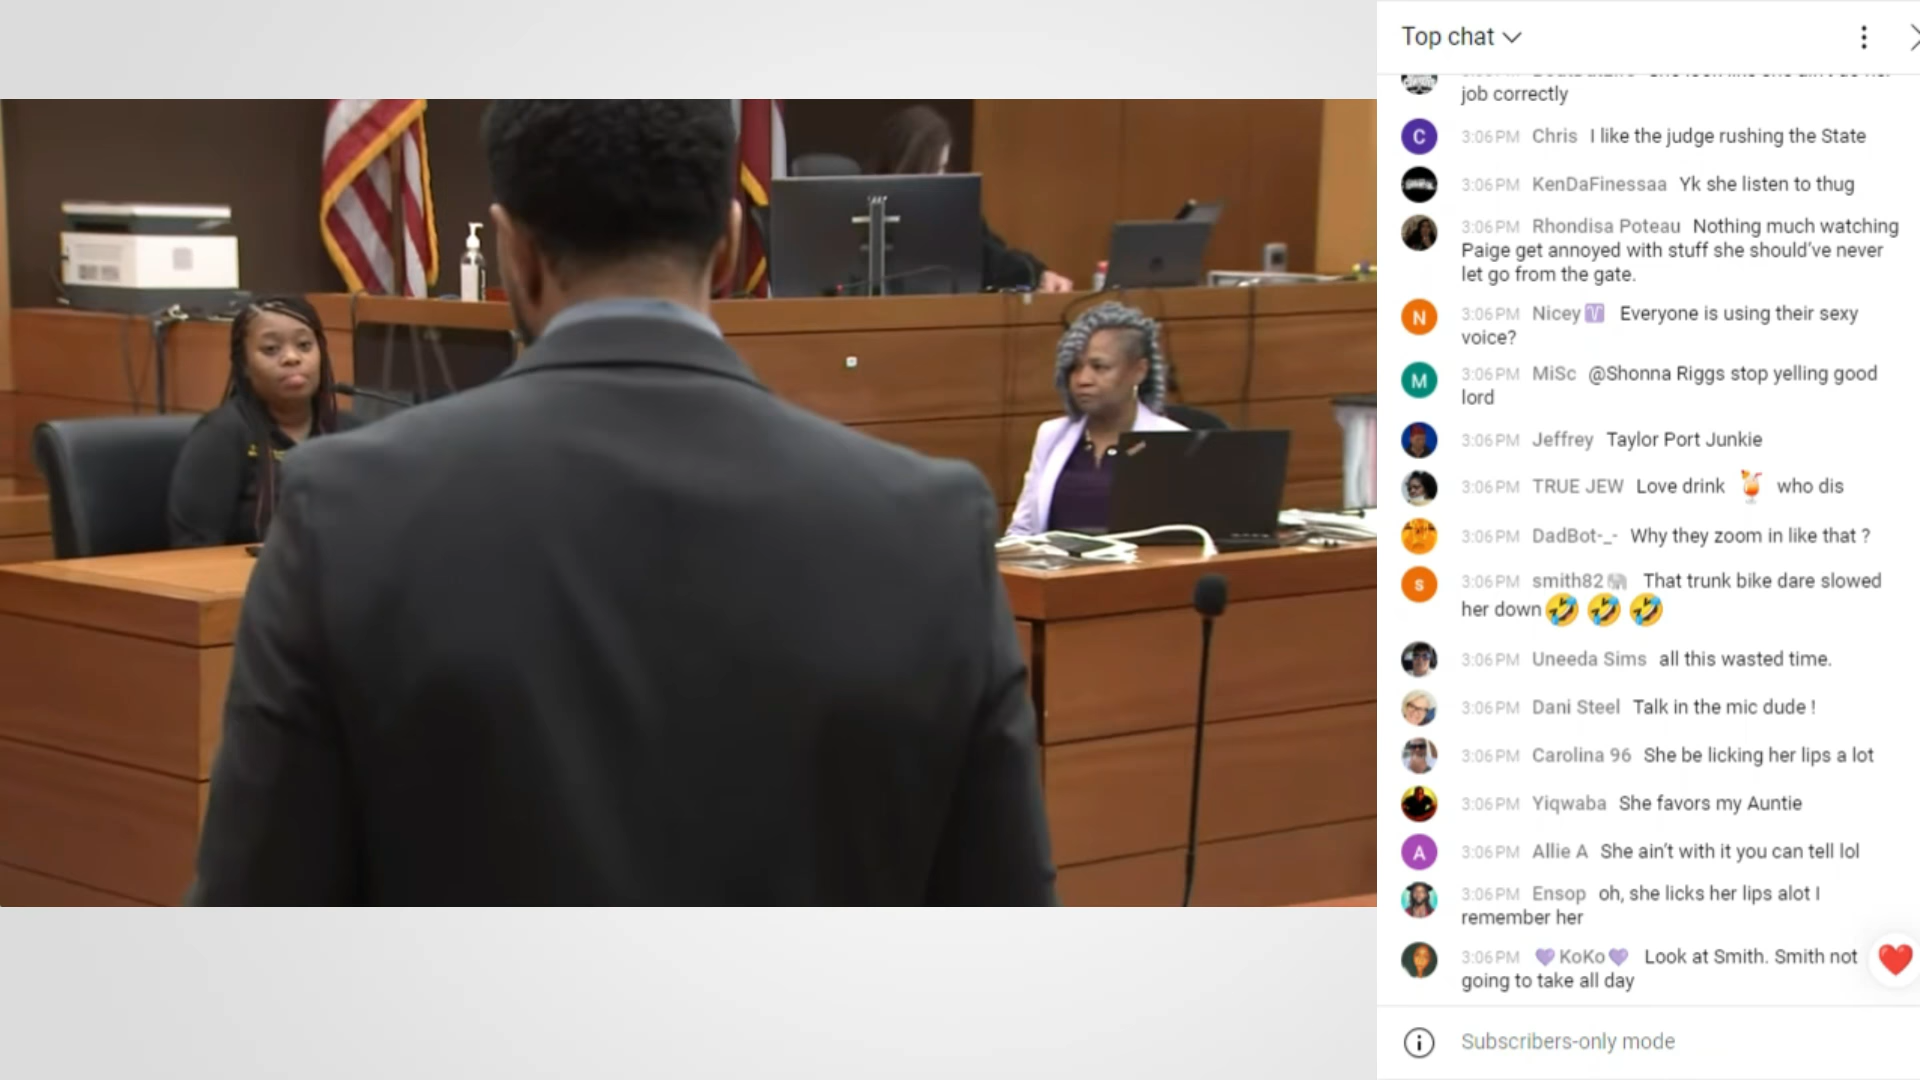 Top chat
job correctly
3:06 PM Chris I like the judge rushing the State
3:06 PM KenDaFinessaa Yk she listen to thug
3:06 PM Rhondisa Poteau Nothing much watching
Paige get annoyed with stuff she should've never
let go from the gate.
3:06 PM Nicey Everyone is using their sexy
voice?
3:06 PM MiSc @Shonna Riggs stop yelling good
lord
3:06 PM Jeffrey Taylor Port Junkie
3:06 PM TRUE JEW Love drink 🍹 who dis
3:06 PM DadBot-_- Why they zoom in like that ?
3:06 PM smith82 That trunk bike dare slowed
her down🤣🤣🤣
3:06 PM Uneeda Sims all this wasted time.
3:06 PM Dani Steel Talk in the mic dude !
3:06 PM Carolina 96 She be licking her lips a lot
3:06 PM Yiqwaba She favors my Auntie
3:06 PM Allie A She ain't with it you can tell lol
3:06 PM Ensop oh, she licks her lips alot I
remember her
3:06 PM 💜KoKo💜 Look at Smith. Smith not
going to take all day
Subscribers-only mode